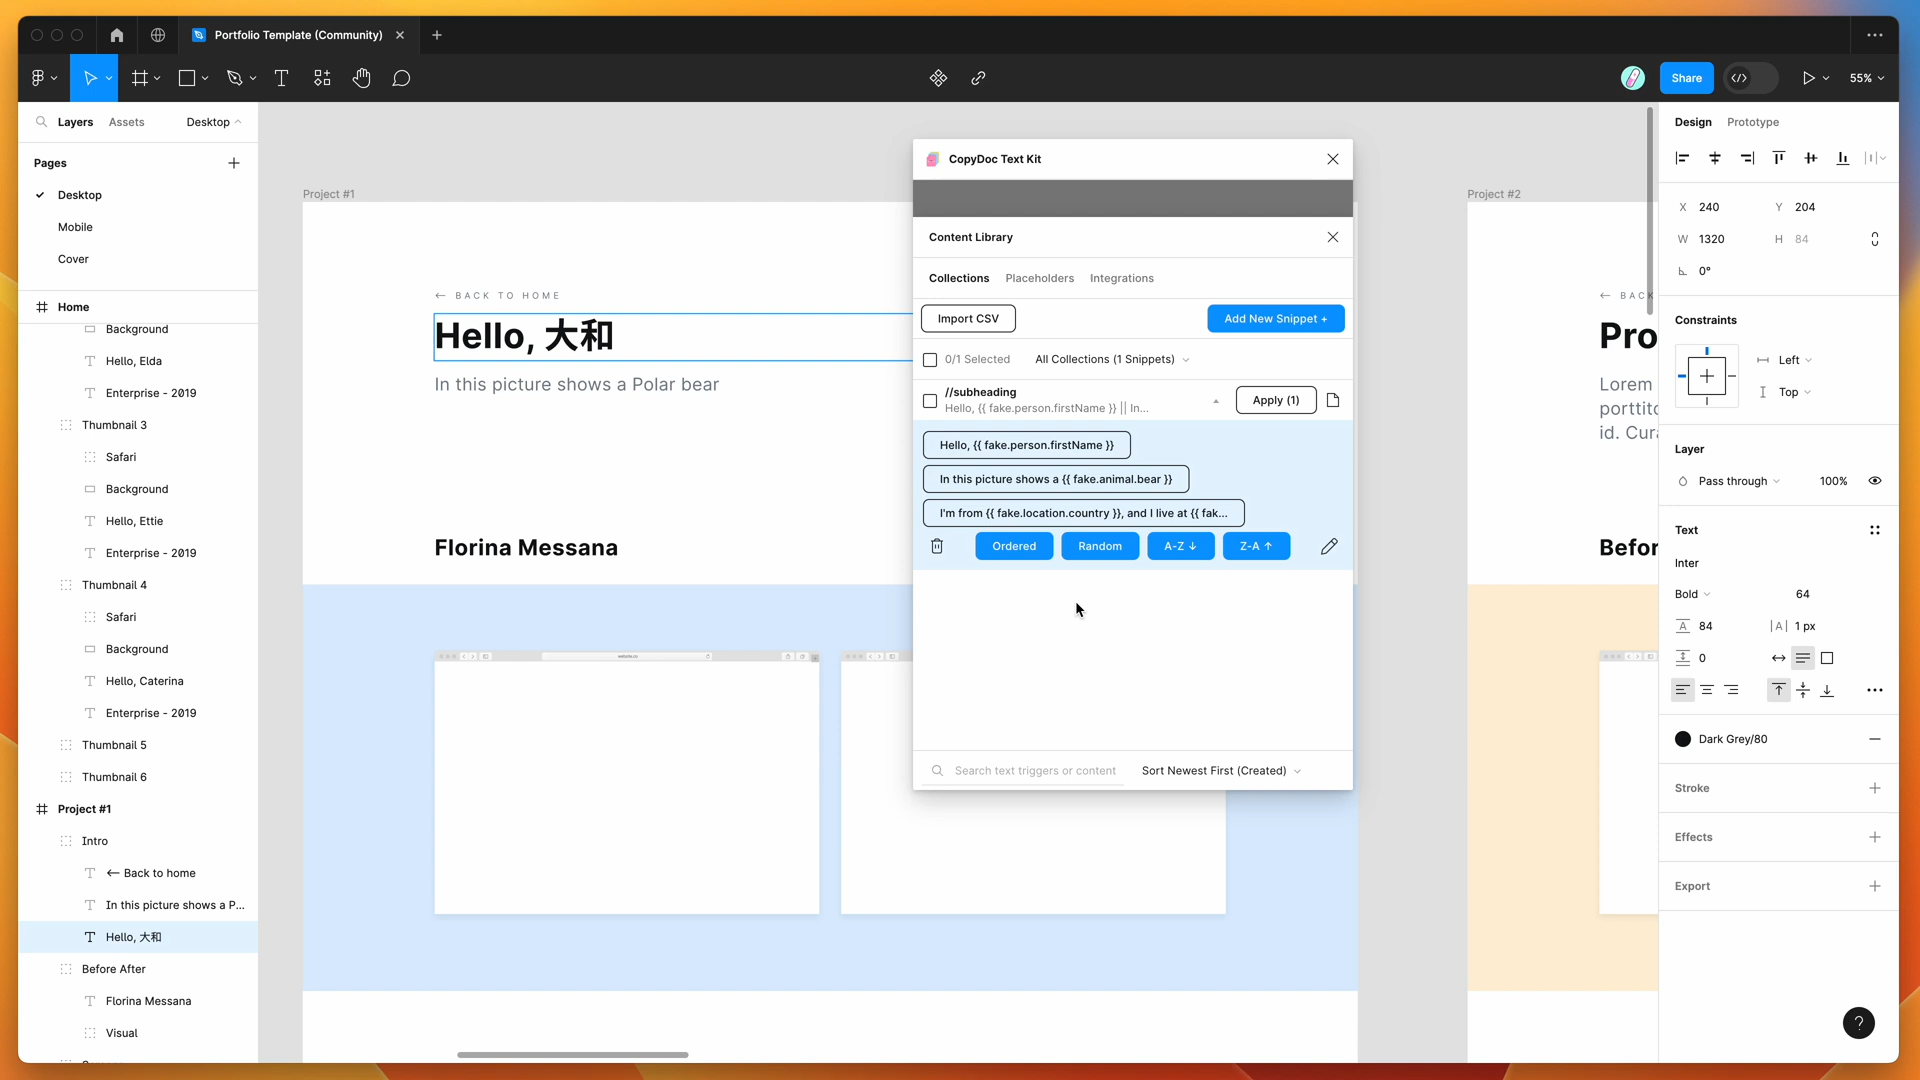 Portfolio Template (Community)
Share
55%
Layers
Assets
Desktop
Pages
Desktop
Mobile
Cover
Home
Background
Hello, Elda
Enterprise - 2019
Thumbnail 3
Safari
Background
Hello, Ettie
Enterprise - 2019
Thumbnail 4
Safari
Background
Hello, Caterina
Enterprise - 2019
Thumbnail 5
Thumbnail 6
Project #1
Intro
← Back to home
In this picture shows a P...
Hello, 大和
Before After
Florina Messana
Visual
Project #1
← BACK TO HOME
Hello, 大和
In this picture shows a Polar bear
Florina Messana
CopyDoc Text Kit
Content Library
Collections
Placeholders
Integrations
Import CSV
Add New Snippet +
0/1 Selected
All Collections (1 Snippets)
//subheading
Hello, {{ fake.person.firstName }} || In...
Apply (1)
Hello, {{ fake.person.firstName }}
In this picture shows a {{ fake.animal.bear }}
I'm from {{ fake.location.country }}, and I live at {{ fak...
Ordered
Random
A-Z ↓
Z-A ↑
Search text triggers or content
Sort Newest First (Created)
Project #2
← BACK
Pro
Lorem
porttito
id. Cura
Befor
Design
Prototype
X 240
Y 204
W 1320
H 84
0°
Constraints
Left
Top
Layer
Pass through
100%
Text
Inter
Bold
64
84
1 px
0
Dark Grey/80
Stroke
Effects
Export
?